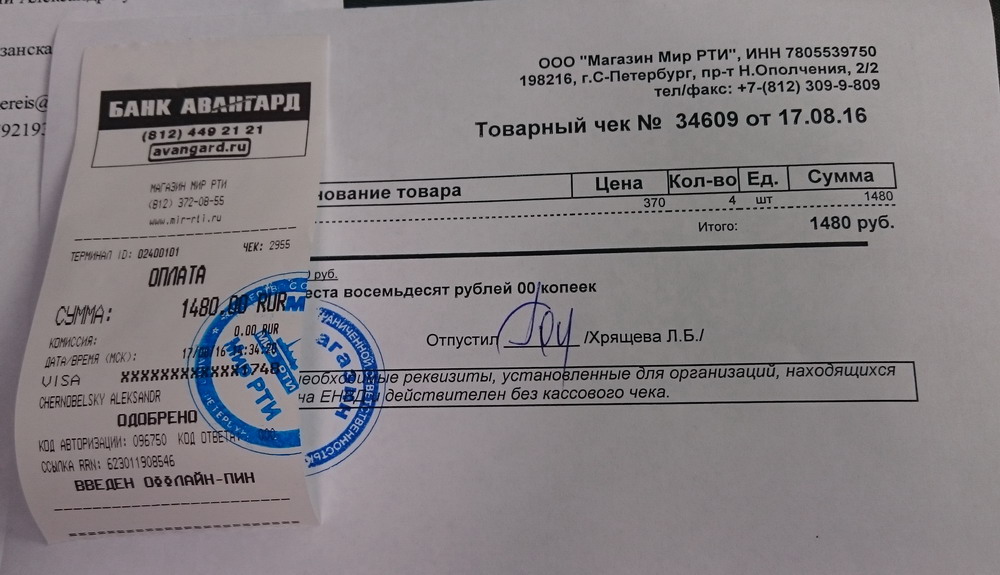 занска
ereis@
БАНК АВАНГАРД
(812) 449 21 21
avangard.ru
МАГАЗИН МИР РТИ
(812) 372-08-55
www.mir-rti.ru
ТЕРМИНАЛ ID: 02400101 ЧЕК: 2955
ОПЛАТА
СУММА: 1480.00 RUR
КОМИССИЯ: 0.00 RUR
ДАТА/ВРЕМЯ (МСК):
VISA XXXXXXXXXXXX1748
CHERNOBELSKY ALEKSANDR
ОДОБРЕНО
КОД АВТОРИЗАЦИИ: 096750 КОД ОТВЕТА: 000
ССЫЛКА RRN: 623011908546
ВВЕДЕН ОФФЛАЙН-ПИН
ООО "Магазин Мир РТИ", ИНН 7805539750
198216, г.С-Петербург, пр-т Н.Ополчения, 2/2
тел/факс: +7-(812) 309-9-809
Товарный чек № 34609 от 17.08.16
нование товара Цена Кол-во Ед. Сумма
370 4 шт 1480
Итого: 1480 руб.
руб.
еста восемьдесят рублей 00 копеек
Отпустил /Хрящева Л.Б./
необходимые реквизиты, установленные для организаций, находящихся
на ЕНВД и действителен без кассового чека.
МИР РТИ
Магазин